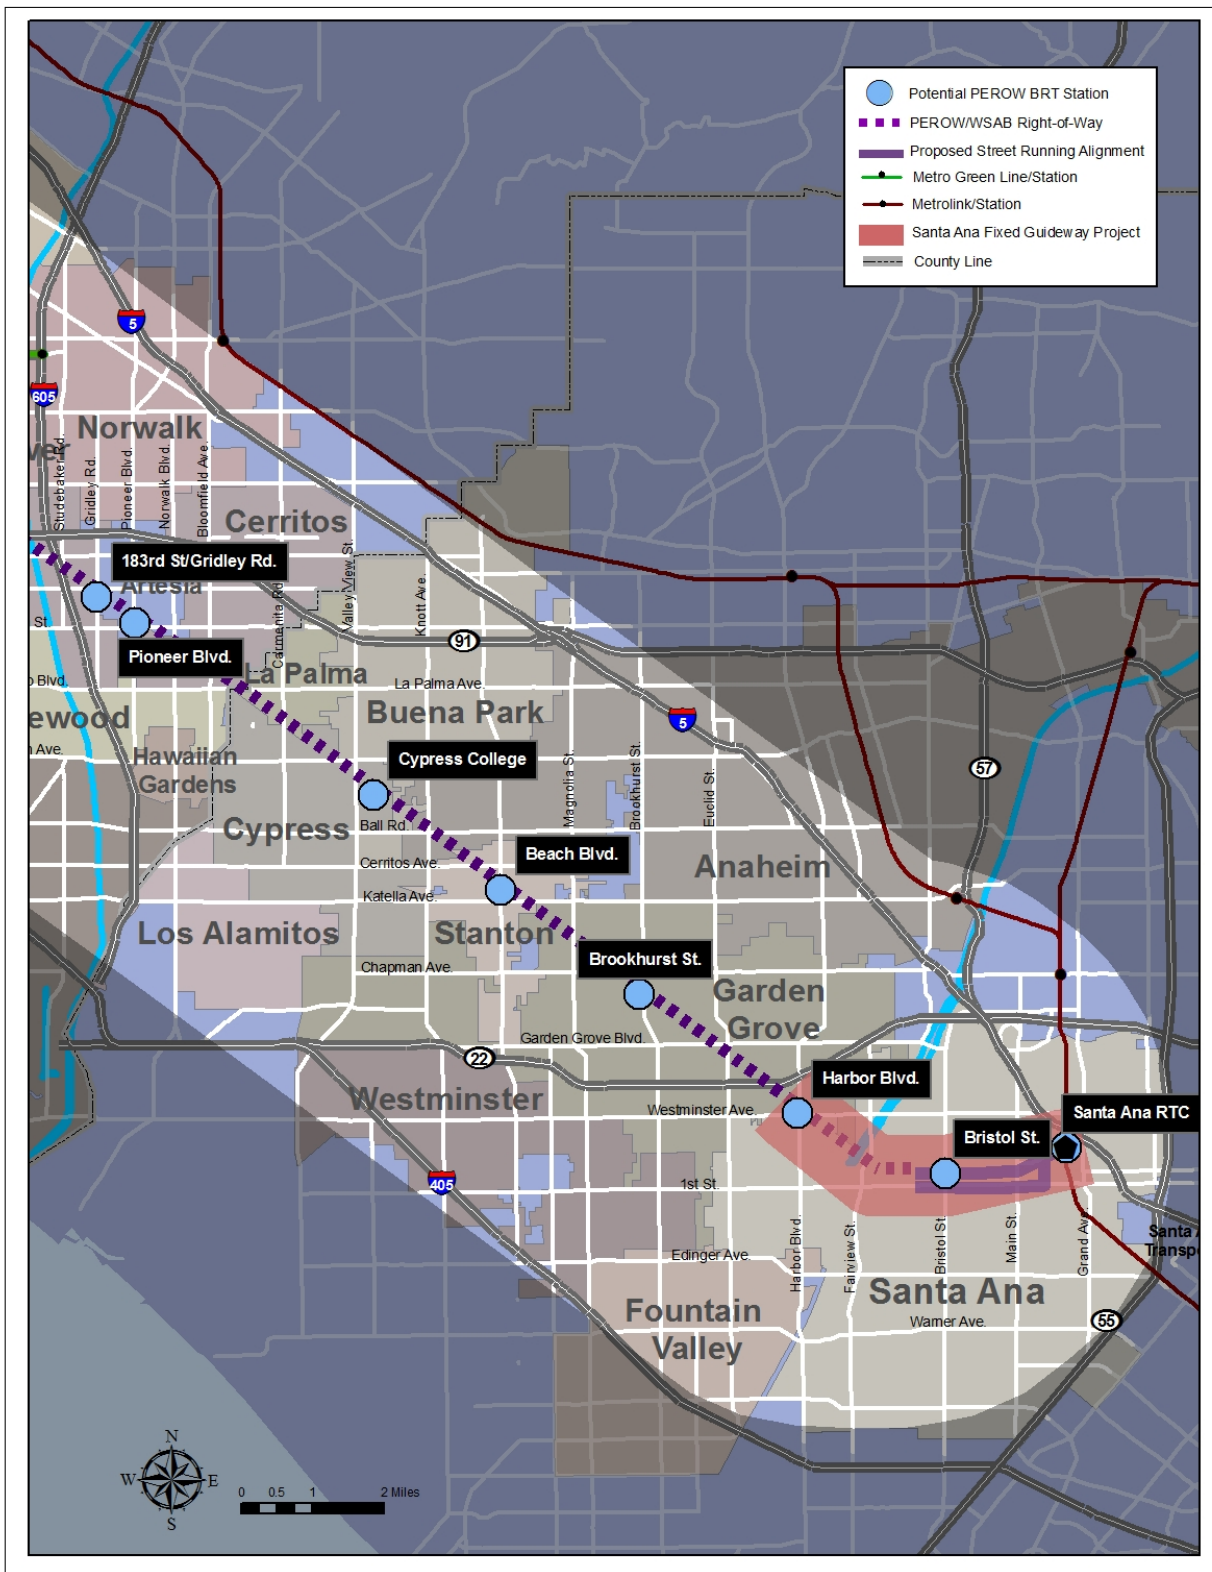 Potential PEROW BRT Station
PEROW/WSAB Right-of-Way
Proposed Street Running Alignment
Metro Green Line/Station
Metrolink/Station
Santa Ana Fixed Guideway Project
County Line
5
605
Norwalk
ver
Studebaker Rd.
Gridley Rd.
Pioneer Blvd.
Norwalk Blvd.
Bloomfield Ave.
Cerritos
183rd St/Gridley Rd.
Artesia
Valley View St.
Knott Ave.
Carmenita Rd.
St
91
Pioneer Blvd.
La Palma
La Palma Ave.
o Blvd.
ewood
Buena Park
5
n Ave.
Hawaiian
Gardens
Cypress College
Magnolia St.
Brookhurst St.
Euclid St.
57
Cypress
Ball Rd.
Beach Blvd.
Cerritos Ave.
Anaheim
Katella Ave.
Los Alamitos
Stanton
Brookhurst St.
Chapman Ave.
Garden
Grove
Garden Grove Blvd.
22
Harbor Blvd.
Westminster
Westminster Ave.
Santa Ana RTC
Bristol St.
405
1st St.
Harbor Blvd.
Fairview St.
Bristol St.
Main St.
Grand Ave.
Santa A
Transpo
Edinger Ave.
Santa Ana
Fountain
Valley
Warner Ave.
55
N
W
E
S
0 0.5 1 2 Miles